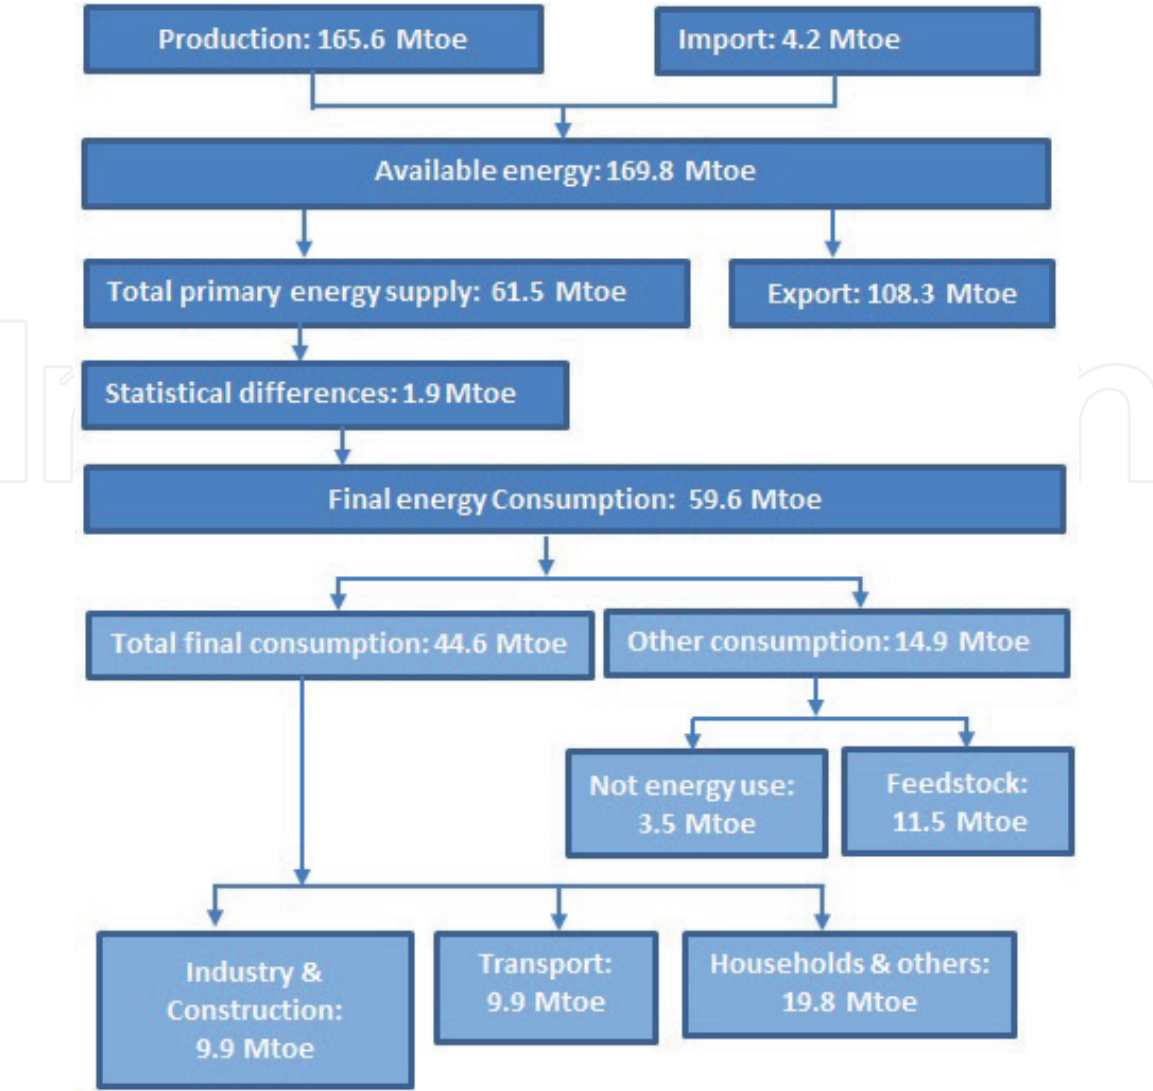 Production: 165.6 Mtoe
Import: 4.2 Mtoe
Available energy: 169.8 Mtoe
Total primary energy supply: 61.5 Mtoe
Export: 108.3 Mtoe
Statistical differences: 1.9 Mtoe
Final energy Consumption: 59.6 Mtoe
Total final consumption: 44.6 Mtoe
Other consumption: 14.9 Mtoe
Not energy use:
3.5 Mtoe
Feedstock:
11.5 Mtoe
Industry &
Construction:
9.9 Mtoe
Transport:
9.9 Mtoe
Households & others:
19.8 Mtoe